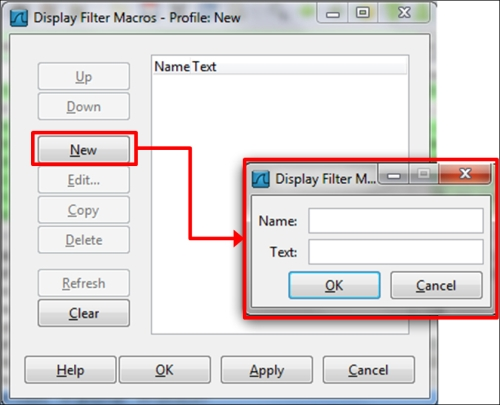 Display Filter Macros - Profile: New
Up
Down
New
Edit...
Copy
Delete
Refresh
Clear
Name Text
Display Filter M...
Name:
Text:
OK
Cancel
Help
OK
Apply
Cancel